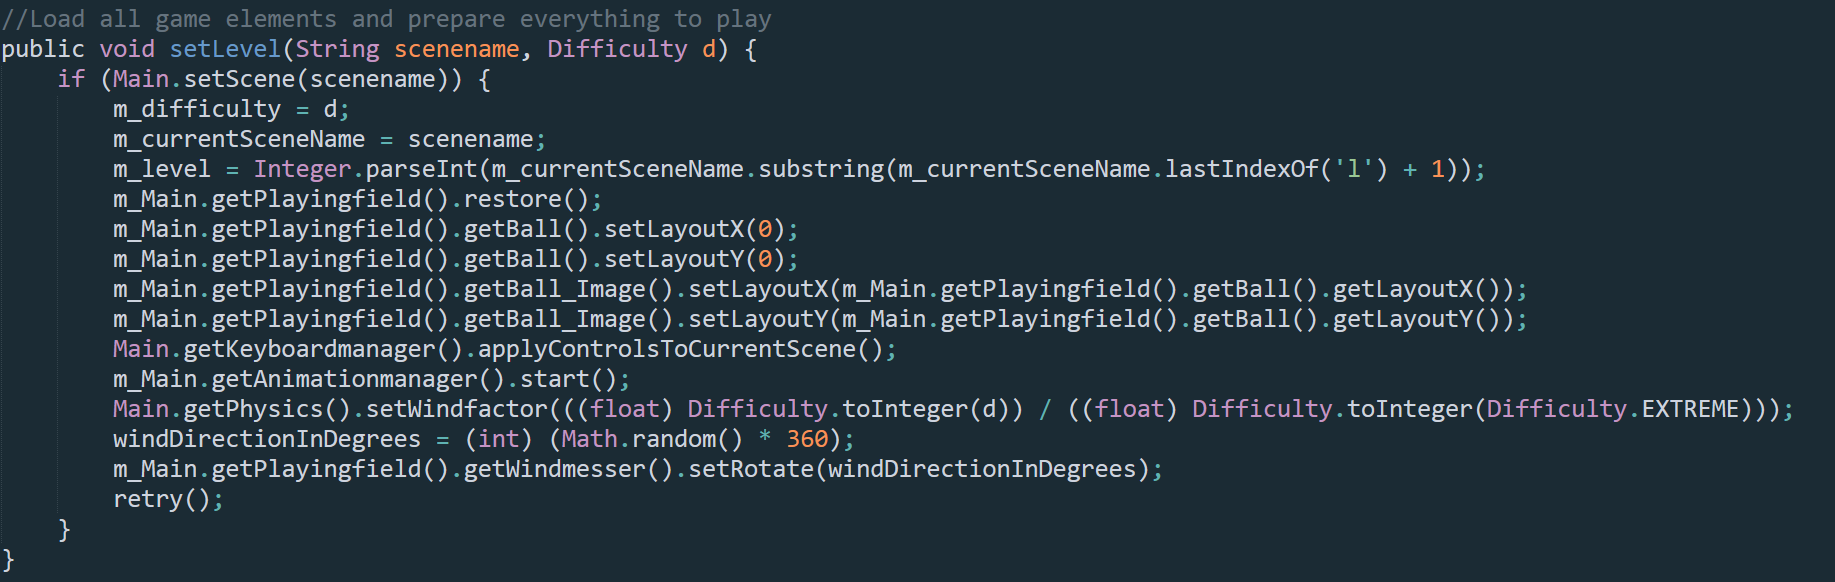 //Load all game elements and prepare everything to play
public void setLevel(String scenename, Difficulty d) {
    if (Main.setScene(scenename)) {
        m_difficulty = d;
        m_currentSceneName = scenename;
        m_level = Integer.parseInt(m_currentSceneName.substring(m_currentSceneName.lastIndexOf('l') + 1));
        m_Main.getPlayingfield().restore();
        m_Main.getPlayingfield().getBall().setLayoutX(0);
        m_Main.getPlayingfield().getBall().setLayoutY(0);
        m_Main.getPlayingfield().getBall_Image().setLayoutX(m_Main.getPlayingfield().getBall().getLayoutX());
        m_Main.getPlayingfield().getBall_Image().setLayoutY(m_Main.getPlayingfield().getBall().getLayoutY());
        Main.getKeyboardmanager().applyControlsToCurrentScene();
        m_Main.getAnimationmanager().start();
        Main.getPhysics().setWindfactor(((float) Difficulty.toInteger(d)) / ((float) Difficulty.toInteger(Difficulty.EXTREME)));
        windDirectionInDegrees = (int) (Math.random() * 360);
        m_Main.getPlayingfield().getWindmesser().setRotate(windDirectionInDegrees);
        retry();
    }
}